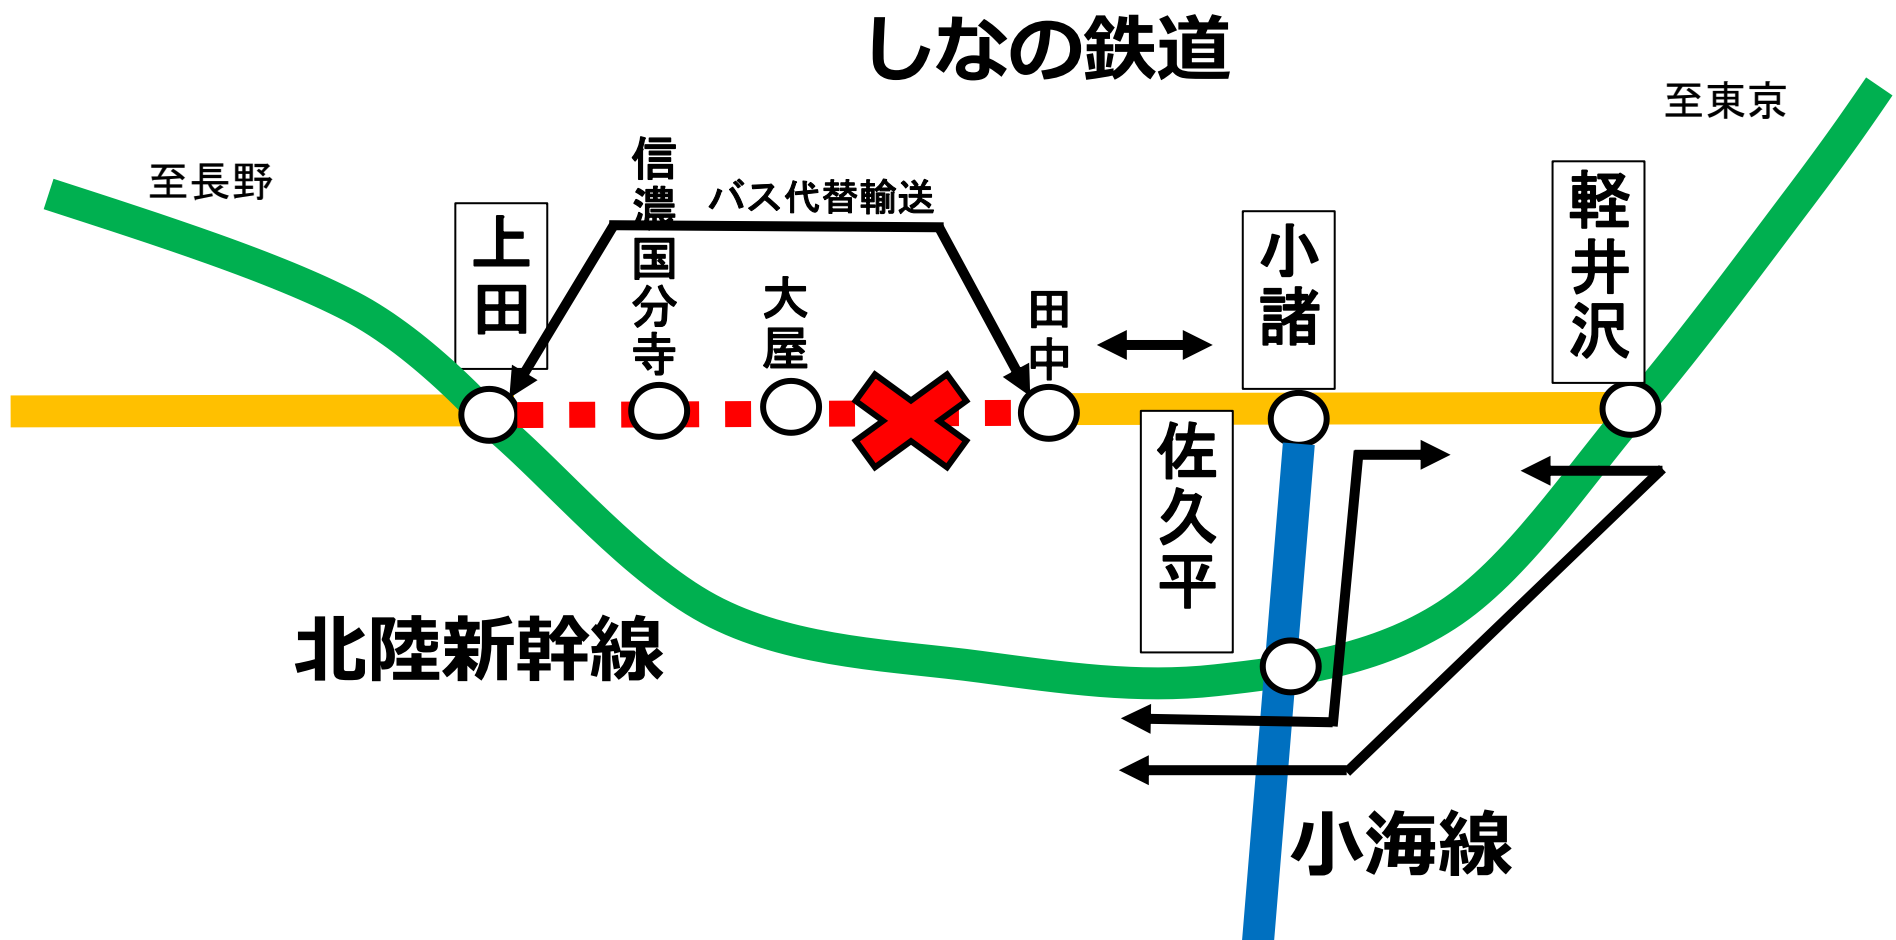 しなの鉄道
至東京
至長野
上田
信濃国分寺
バス代替輸送
大屋
田中
小諸
軽井沢
佐久平
北陸新幹線
小海線